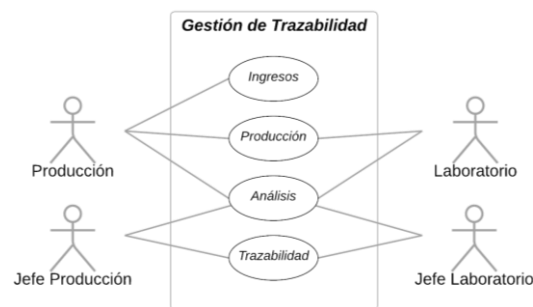 Gestión de Trazabilidad
Ingresos
Producción
Análisis
Trazabilidad
Producción
Laboratorio
Jefe Producción
Jefe Laboratorio